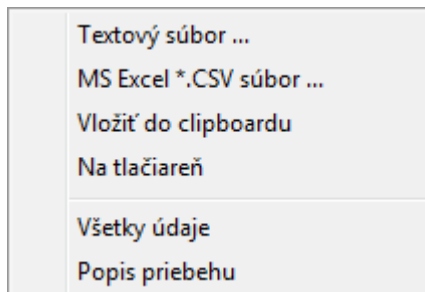 Textový súbor ...
MS Excel *.CSV súbor ...
Vložiť do clipboardu
Na tlačiareň
Všetky údaje
Popis priebehu